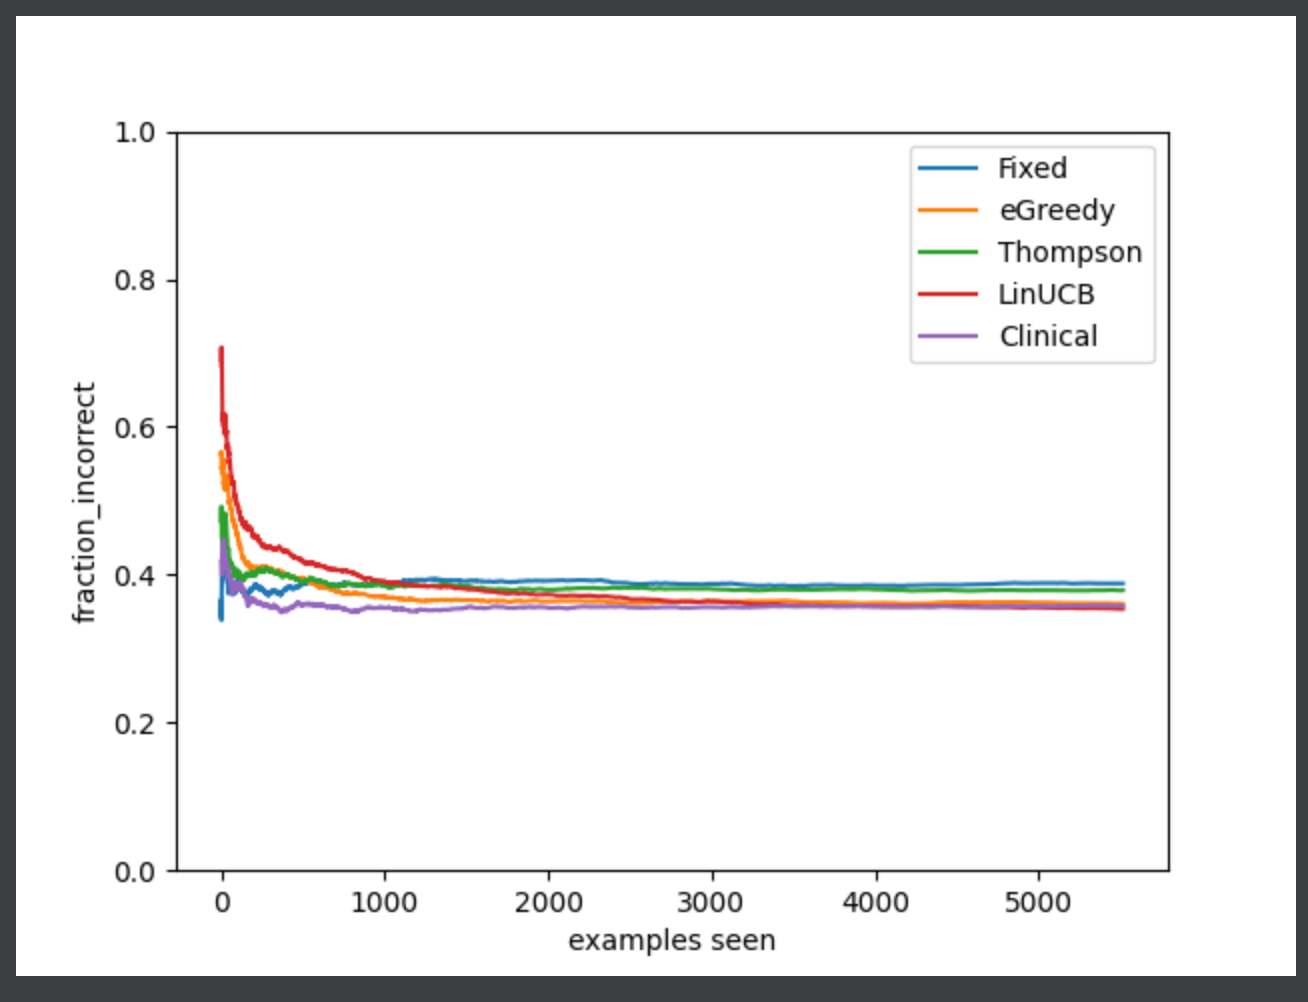 1.0
0.8
0.6
0.4
0.2
0.0
fraction_incorrect
Fixed
eGreedy
Thompson
LinUCB
Clinical
0 1000 2000 3000 4000 5000
examples seen